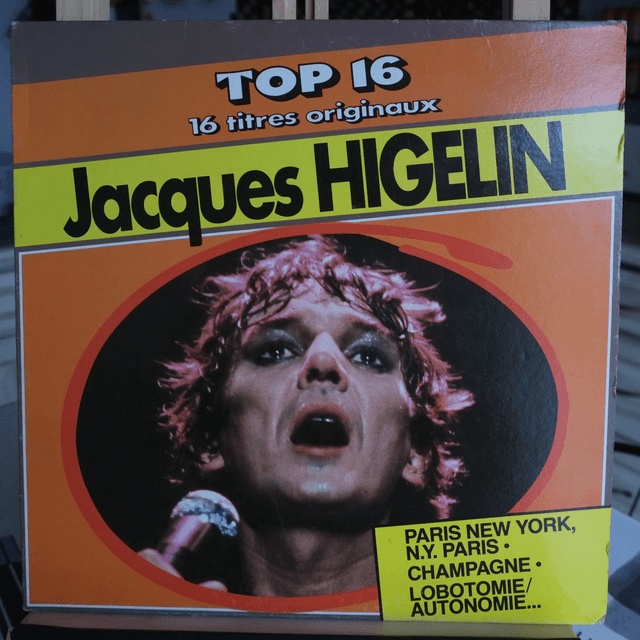 TOP 16
16 titres originaux
Jacques HIGELIN
PARIS NEW YORK,
N.Y. PARIS •
CHAMPAGNE •
LOBOTOMIE/
AUTONOMIE...